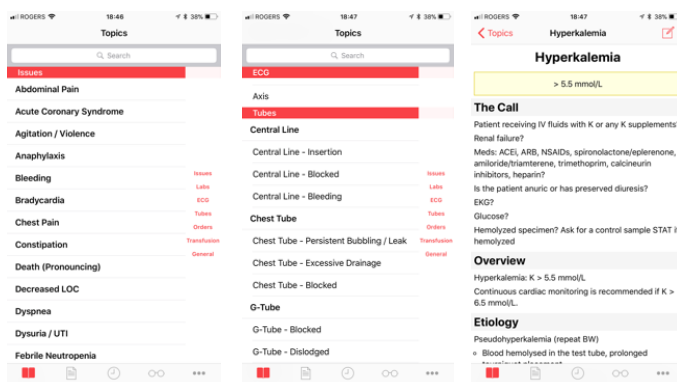 ROGERS 18:46 38%
Topics
Search
Issues
Abdominal Pain
Acute Coronary Syndrome
Agitation / Violence
Anaphylaxis
Bleeding
Bradycardia
Chest Pain
Constipation
Death (Pronouncing)
Decreased LOC
Dyspnea
Dysuria / UTI
Febrile Neutropenia
Issues
Labs
ECG
Tubes
Orders
Transfusion
General
ROGERS 18:47 38%
Topics
Search
ECG
Axis
Tubes
Central Line
Central Line - Insertion
Central Line - Blocked
Central Line - Bleeding
Chest Tube
Chest Tube - Persistent Bubbling / Leak
Chest Tube - Excessive Drainage
Chest Tube - Blocked
G-Tube
G-Tube - Blocked
G-Tube - Dislodged
Issues
Labs
ECG
Tubes
Orders
Transfusion
General
ROGERS 18:47 38%
Topics Hyperkalemia
Hyperkalemia
> 5.5 mmol/L
The Call
Patient receiving IV fluids with K or any K supplements
Renal failure?
Meds: ACEi, ARB, NSAIDs, spironolactone/eplerenone,
amiloride/triamterene, trimethoprim, calcineurin
inhibitors, heparin?
Is the patient anuric or has preserved diuresis?
EKG?
Glucose?
Hemolyzed specimen? Ask for a control sample STAT
hemolyzed
Overview
Hyperkalemia: K > 5.5 mmol/L
Continuous cardiac monitoring is recommended if K >
6.5 mmol/L.
Etiology
Pseudohyperkalemia (repeat BW)
Blood hemolysed in the test tube, prolonged